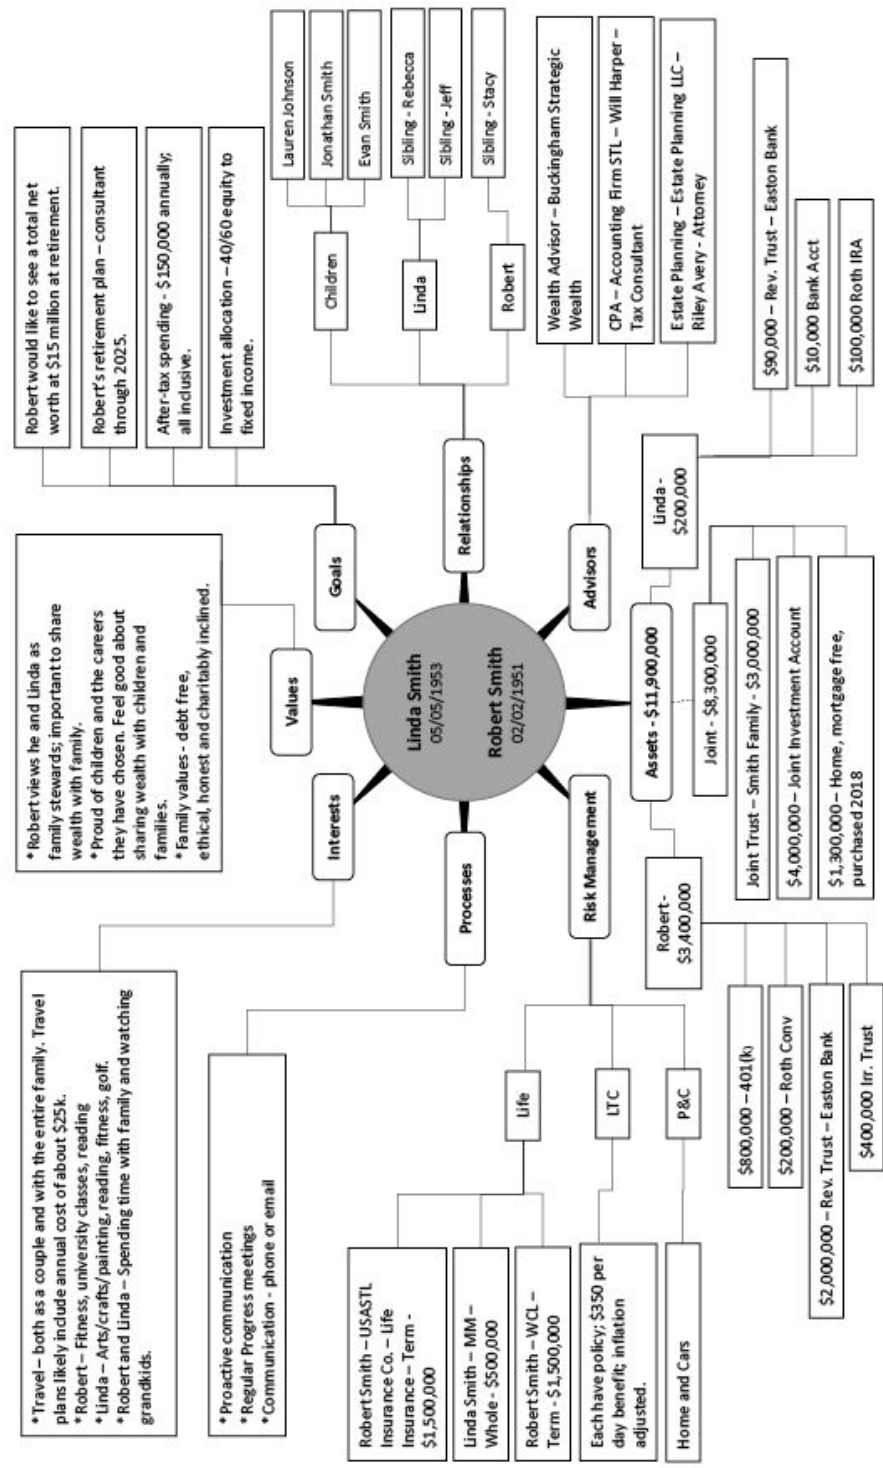 *Travel – both as a couple and with the entire family. Travel
plans likely include annual cost of about $25k.
*Robert – Fitness, university classes, reading
*Linda – Arts/crafts/painting, reading, fitness, golf.
*Robert and Linda – Spending time with family and watching
grandkids.
*Robert views he and Linda as
family stewards; important to share
wealth with family.
*Proud of children and the careers
they have chosen. Feel good about
sharing wealth with children and
families.
*Family values - debt free,
ethical, honest and charitably inclined.
Robert would like to see a total net
worth at $15 million at retirement.
Robert's retirement plan – consultant
through 2025.
After-tax spending - $150,000 annually;
all inclusive.
Investment allocation – 40/60 equity to
fixed income.
*Proactive communication
*Regular Progress meetings
*Communication - phone or email
Interests
Values
Goals
Processes
Linda Smith
05/05/1953
Robert Smith
02/02/1951
Relationships
Children
Lauren Johnson
Jonathan Smith
Evan Smith
Linda
Sibling - Rebecca
Sibling - Jeff
Robert
Sibling - Stacy
Risk Management
Life
Robert Smith – USASTL
Insurance Co. – Life
Insurance – Term -
$1,500,000
Linda Smith – MM –
Whole - $500,000
Robert Smith – WCL –
Term - $1,500,000
LTC
Each have policy; $350 per
day benefit; inflation
adjusted.
P&C
Home and Cars
Advisors
Wealth Advisor – Buckingham Strategic
Wealth
CPA – Accounting Firm STL – Will Harper –
Tax Consultant
Estate Planning – Estate Planning LLC –
Riley Avery - Attorney
Assets - $11,900,000
Robert -
$3,400,000
$800,000 – 401(k)
$200,000 – Roth Conv
$2,000,000 – Rev. Trust – Easton Bank
$400,000 Irr. Trust
Joint - $8,300,000
Joint Trust – Smith Family - $3,000,000
$4,000,000 – Joint Investment Account
$1,300,000 – Home, mortgage free,
purchased 2018
Linda -
$200,000
$90,000 – Rev. Trust – Easton Bank
$10,000 Bank Acct
$100,000 Roth IRA